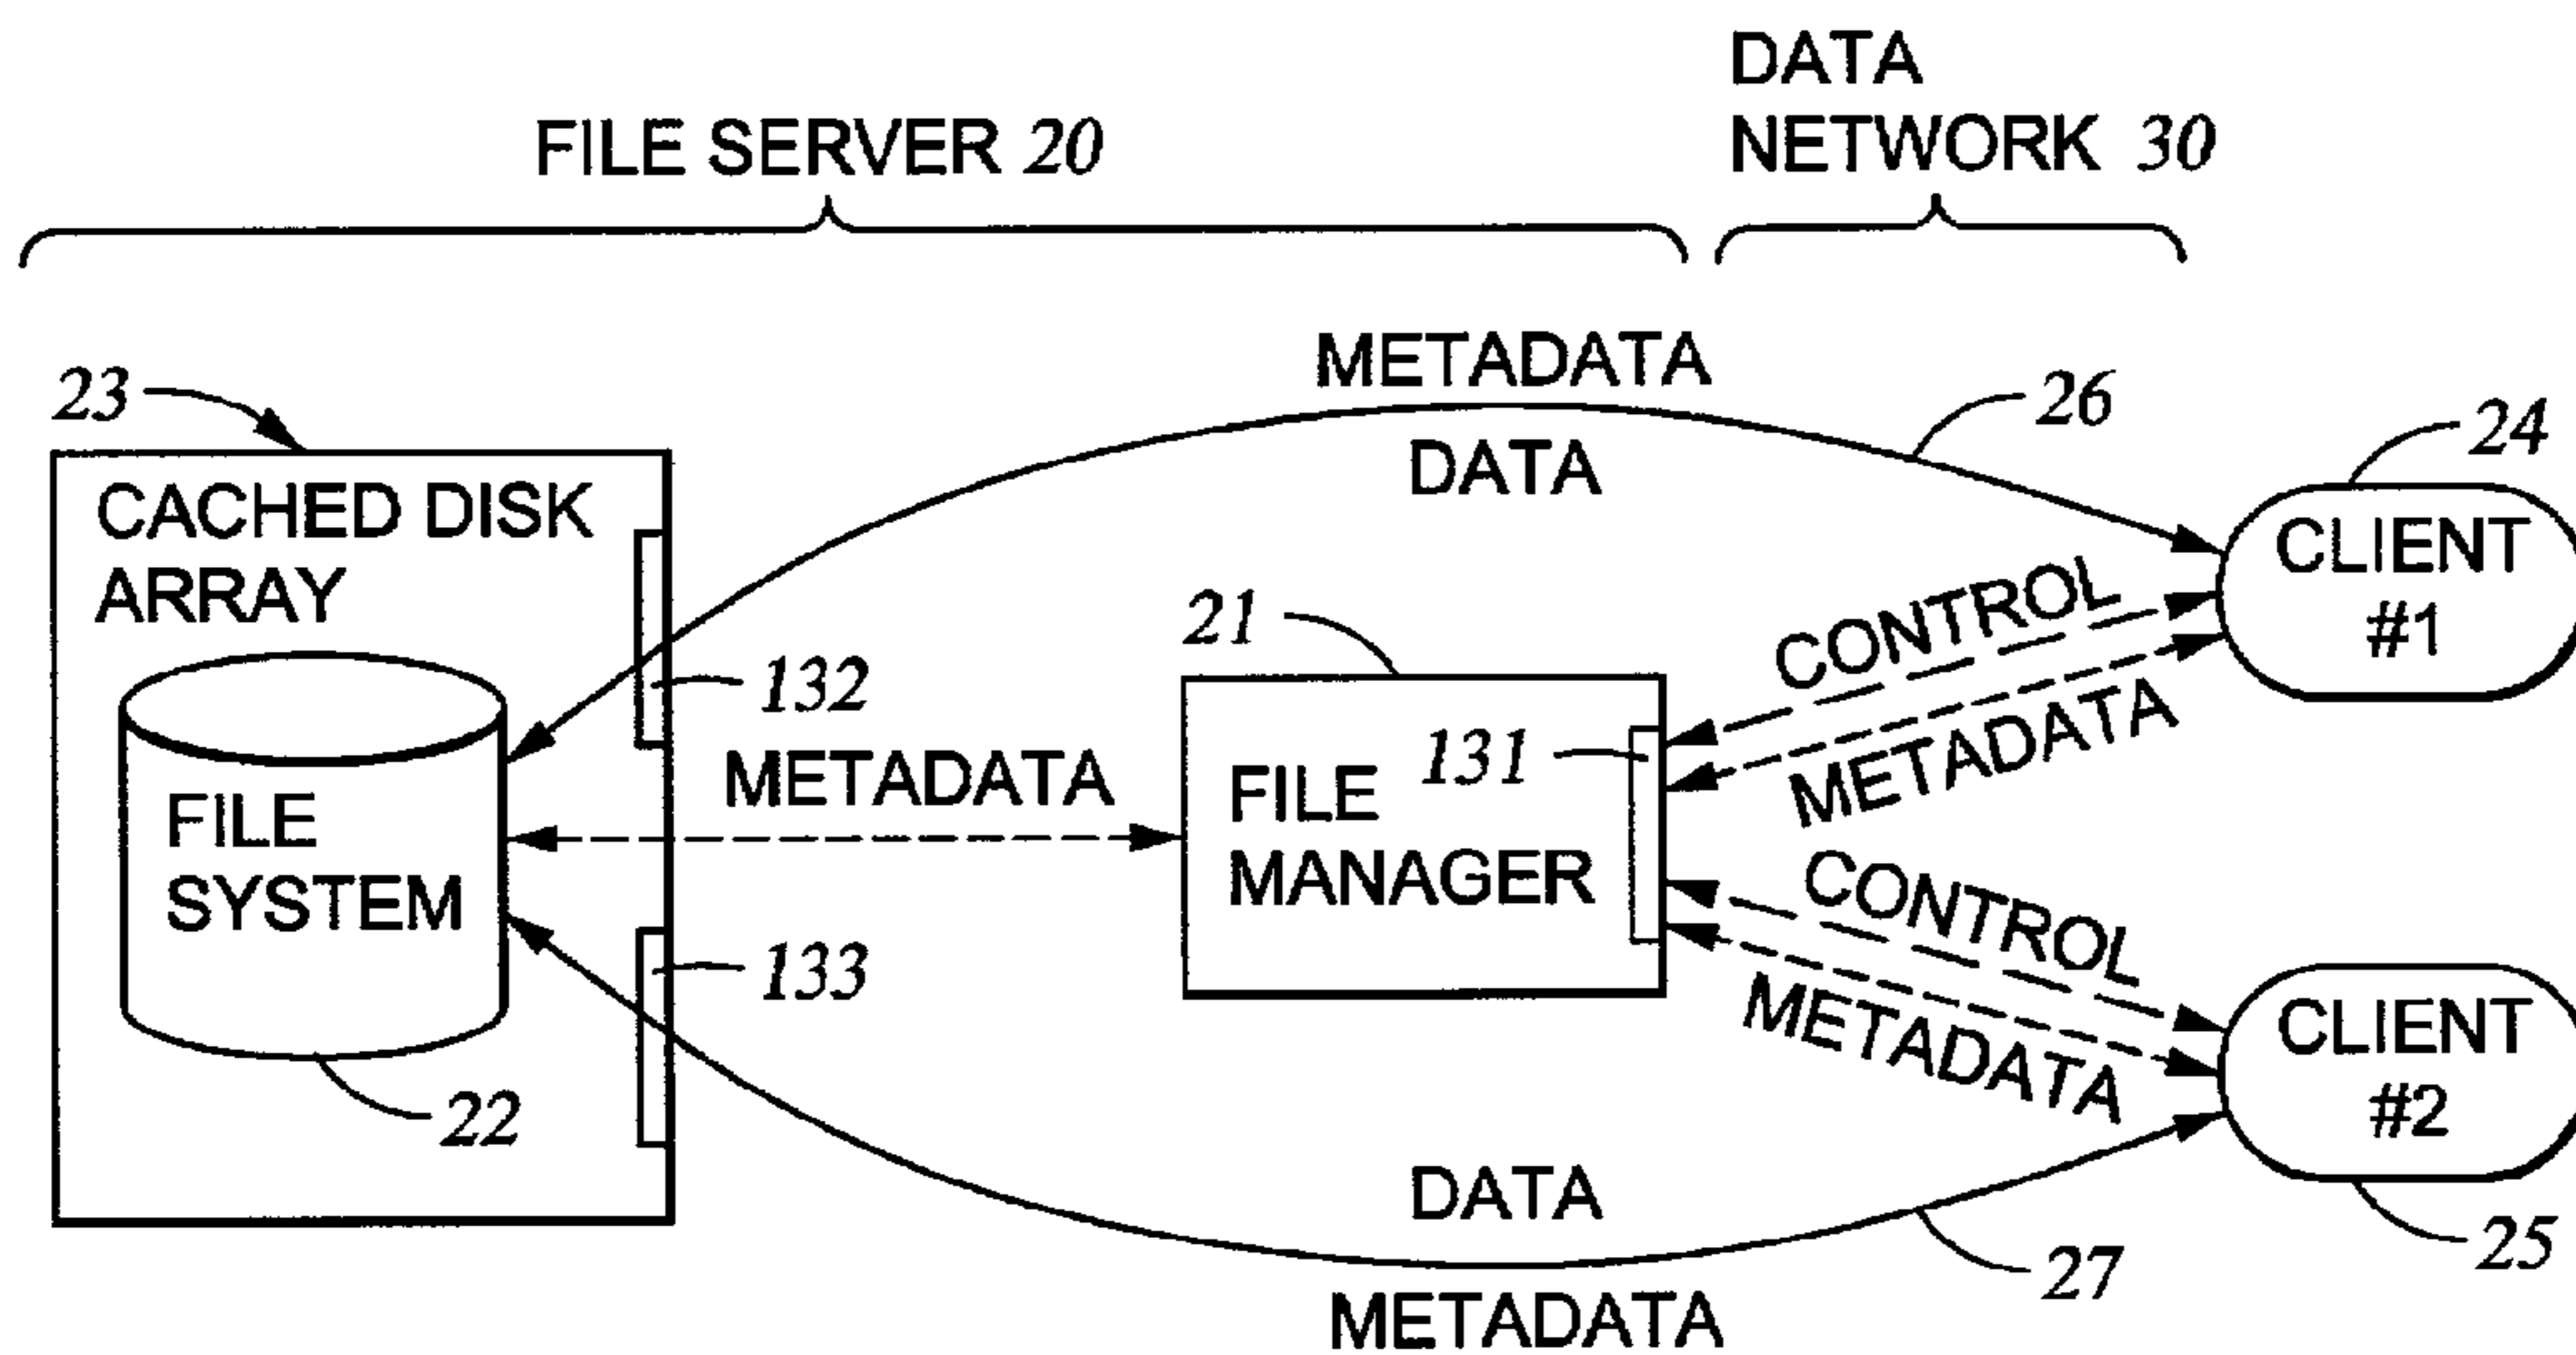 DATA
FILE SERVER 20
NETWORK 30
METADATA
26
23
DATA
24
CACHED DISK
ARRAY
CLIENT
#1
21
CONTROL
132
METADATA
METADATA
131
FILE
MANAGER
FILE
SYSTEM
CONTROL
133
METADATA
CLIENT
#2
22
DATA
27
25
METADATA